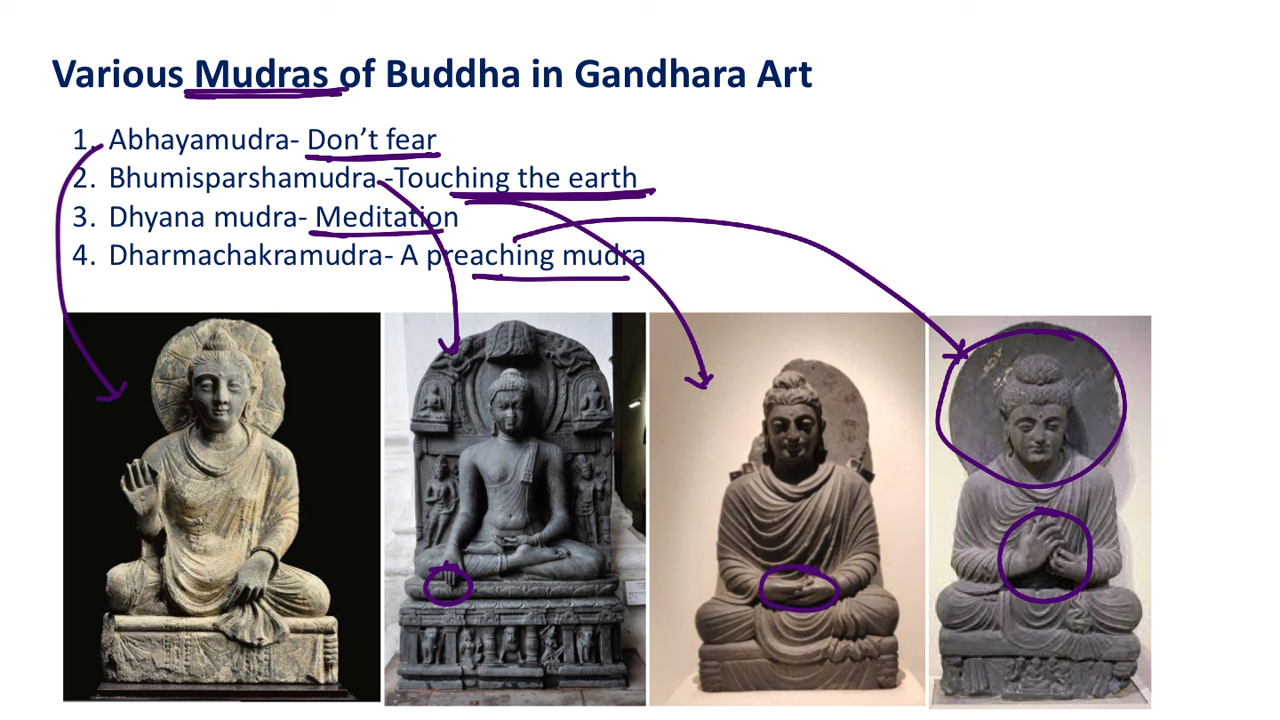 Various Mudras of Buddha in Gandhara Art
1. Abhayamudra- Don’t fear
2. Bhumisparshamudra -Touching the earth
3. Dhyana mudra- Meditation
4. Dharmachakramudra- A preaching mudra